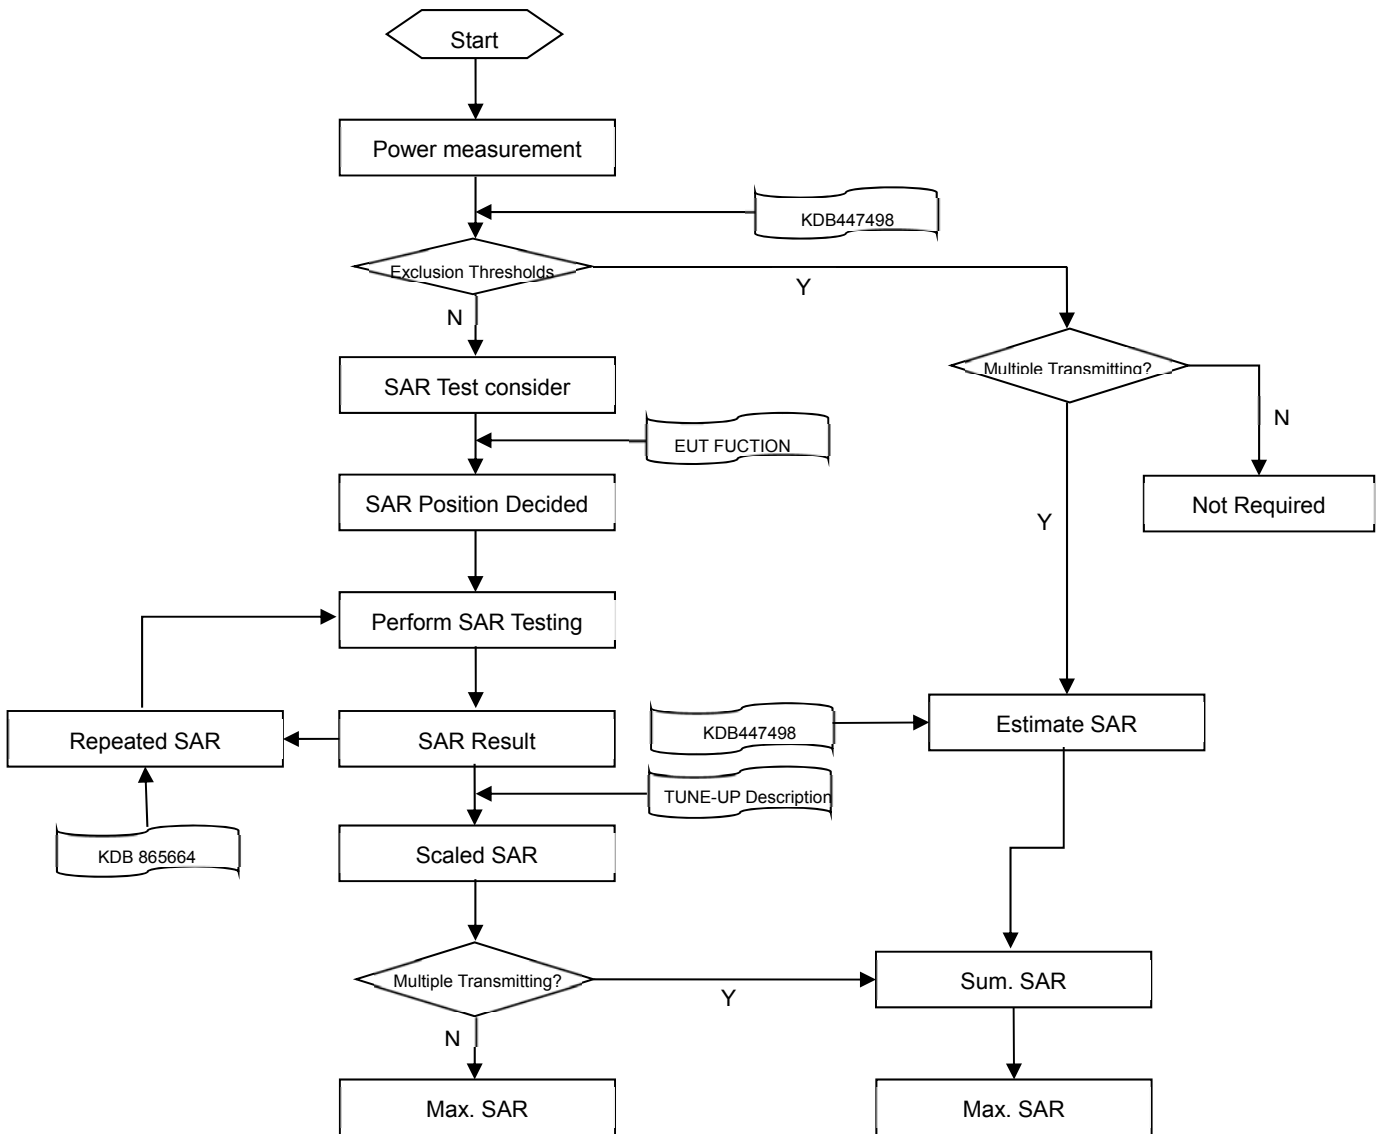 Start
Power measurement
KDB447498
Exclusion Thresholds
Y
N
Multiple Transmitting?
SAR Test consider
N
EUT FUCTION
SAR Position Decided
Not Required
Y
Perform SAR Testing
Repeated SAR
SAR Result
KDB447498
Estimate SAR
TUNE-UP Description
KDB 865664
Scaled SAR
Multiple Transmitting?
Y
Sum. SAR
N
Max. SAR
Max. SAR